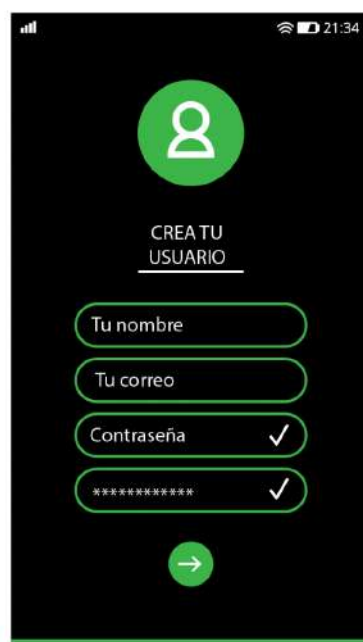 21:34
CREA TU
USUARIO
Tu nombre
Tu correo
Contraseña
************